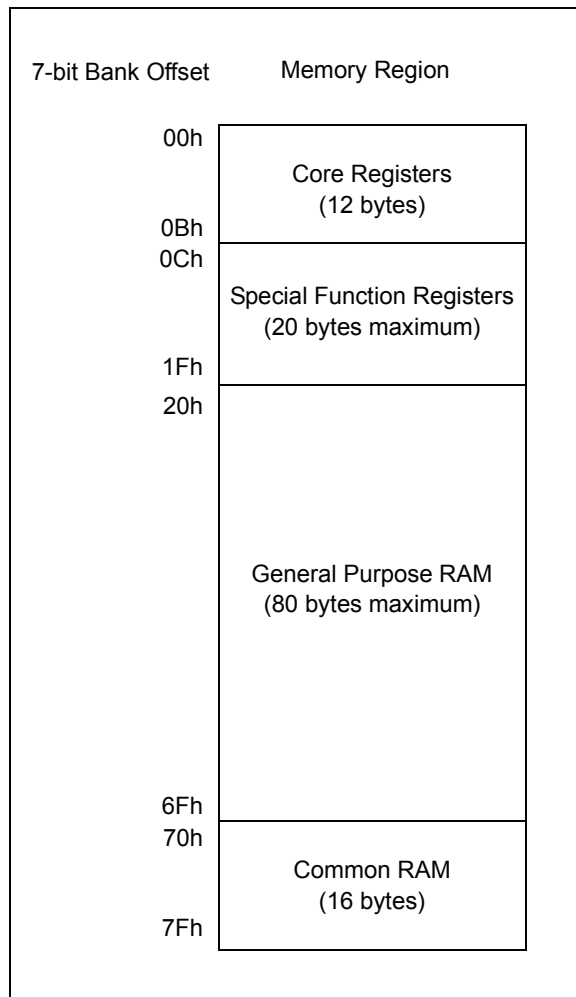 7-bit Bank Offset Memory Region
00h
Core Registers
(12 bytes)
0Bh
0Ch
Special Function Registers
(20 bytes maximum)
1Fh
20h
General Purpose RAM
(80 bytes maximum)
6Fh
70h
Common RAM
(16 bytes)
7Fh